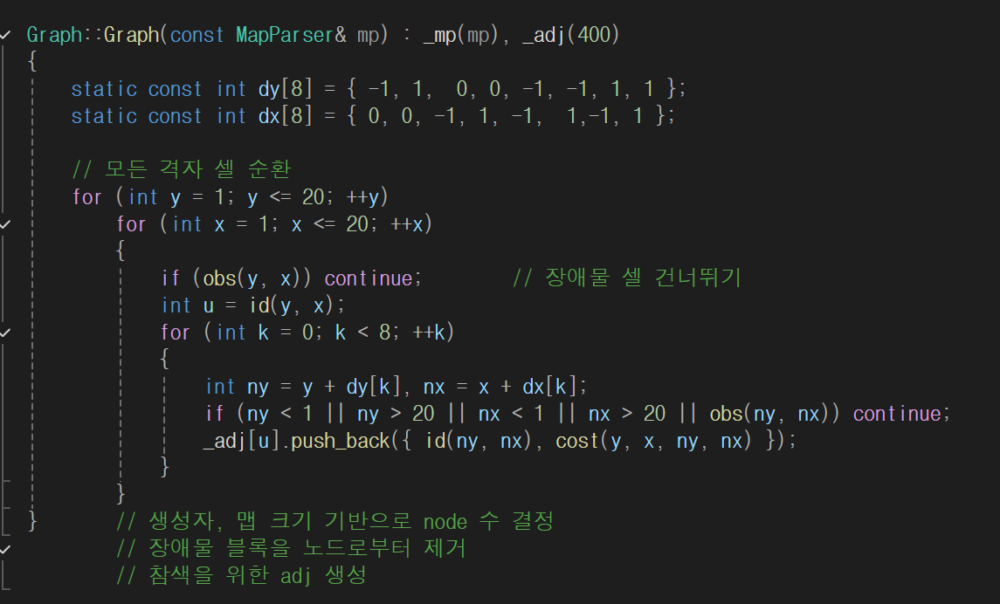 Graph::Graph(const MapParser& mp) : _mp(mp), _adj(400)
{
    static const int dy[8] = { -1, 1,  0, 0, -1, -1, 1, 1 };
    static const int dx[8] = { 0, 0, -1, 1, -1,  1,-1, 1 };
    // 모든 격자 셀 순환
    for (int y = 1; y <= 20; ++y)
        for (int x = 1; x <= 20; ++x)
        {
            if (obs(y, x)) continue;        // 장애물 셀 건너뛰기
            int u = id(y, x);
            for (int k = 0; k < 8; ++k)
            {
                int ny = y + dy[k], nx = x + dx[k];
                if (ny < 1 || ny > 20 || nx < 1 || nx > 20 || obs(ny, nx)) continue;
                _adj[u].push_back({ id(ny, nx), cost(y, x, ny, nx) });
            }
        }
}       // 생성자, 맵 크기 기반으로 node 수 결정
        // 장애물 블록을 노드로부터 제거
        // 참색을 위한 adj 생성